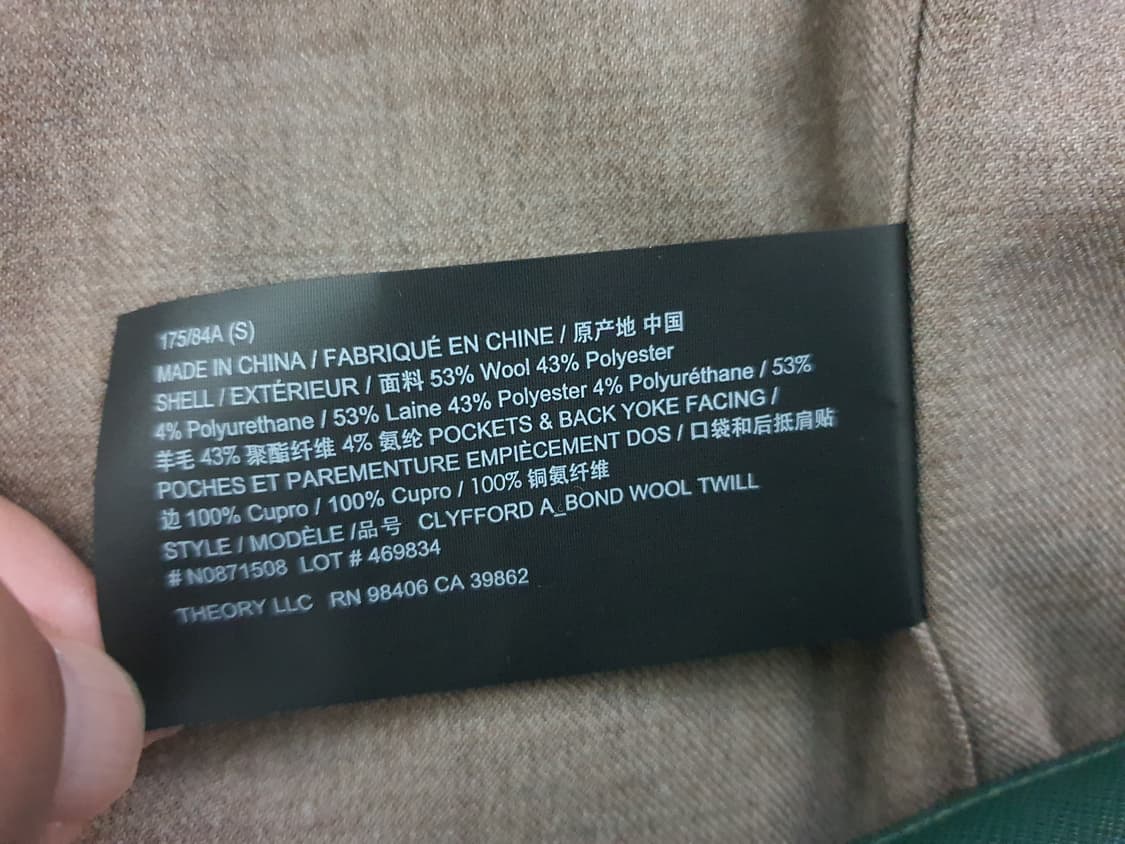 175/84A (S)
MADE IN CHINA / FABRIQUÉ EN CHINE / 原产地 中国
SHELL / EXTÉRIEUR / 面料 53% Wool 43% Polyester
4% Polyurethane / 53% Laine 43% Polyester 4% Polyuréthane / 53%
羊毛 43% 聚酯纤维 4% 氨纶 POCKETS & BACK YOKE FACING /
POCHES ET PAREMENTURE EMPIÈCEMENT DOS / 口袋和后抵肩贴
边 100% Cupro / 100% Cupro / 100% 铜氨纤维
STYLE / MODÈLE /品号 CLYFFORD A_BOND WOOL TWILL
# N0871508 LOT # 469834
THEORY LLC RN 98406 CA 39862